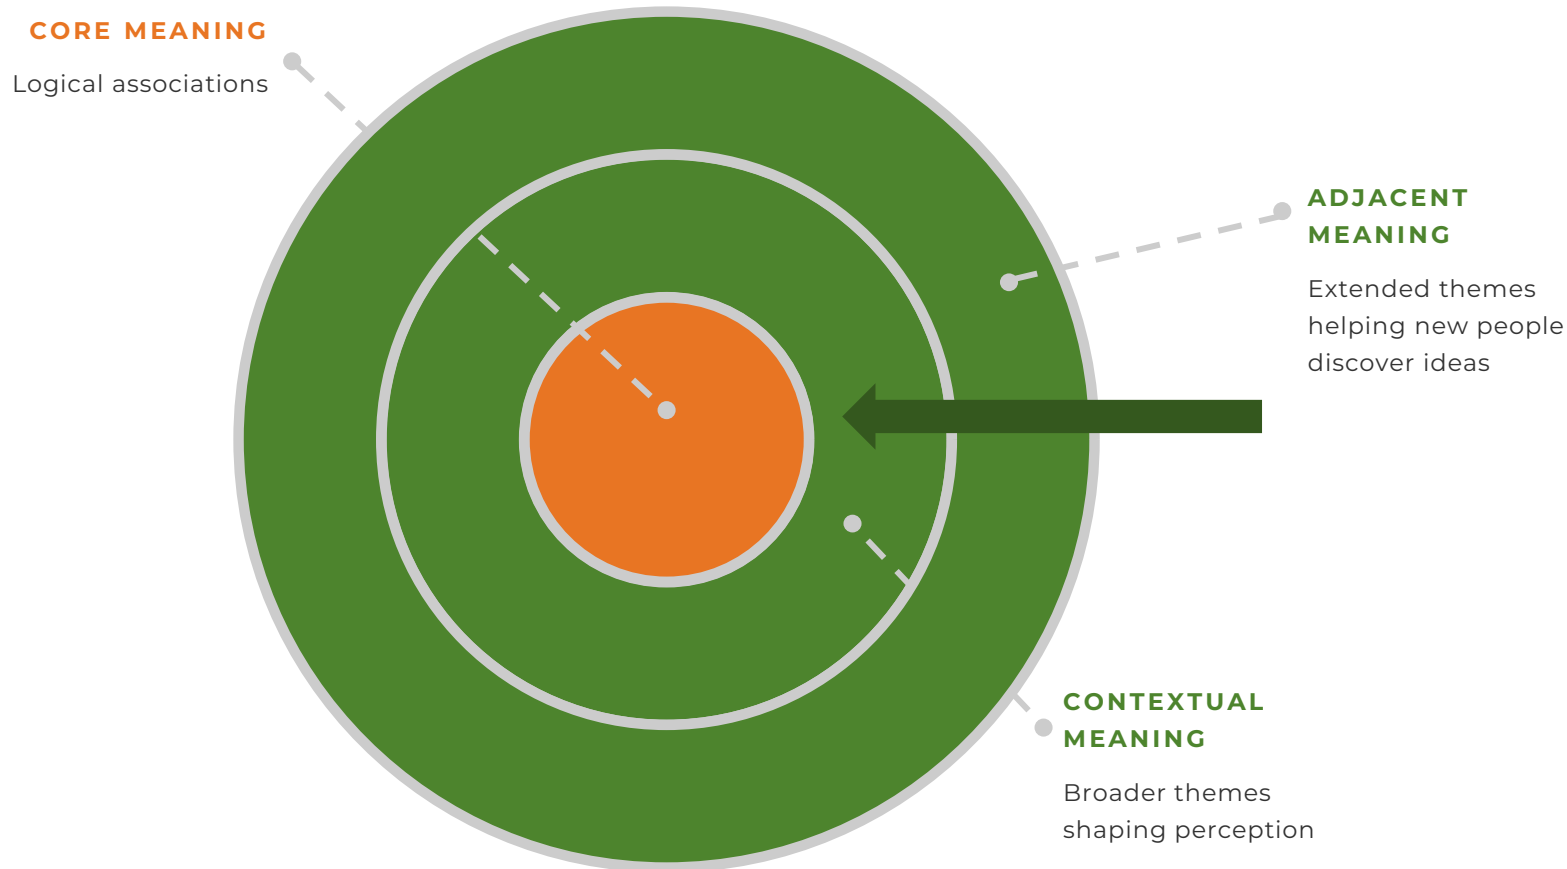 CORE MEANING
Logical associations
ADJACENT
MEANING
Extended themes
helping new people
discover ideas
CONTEXTUAL
MEANING
Broader themes
shaping perception